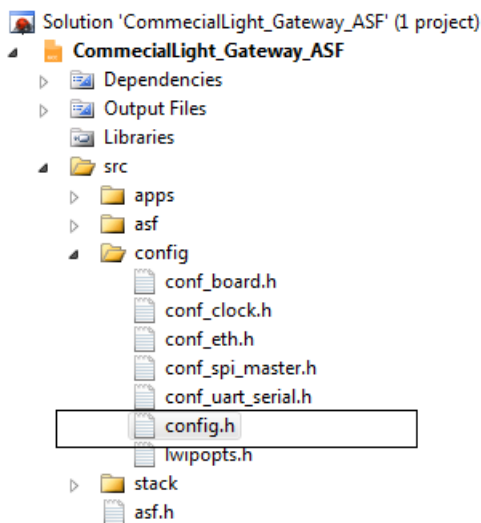 Solution 'CommecialLight_Gateway_ASF' (1 project)
CommecialLight_Gateway_ASF
Dependencies
Output Files
Libraries
src
apps
asf
config
conf_board.h
conf_clock.h
conf_eth.h
conf_spi_master.h
conf_uart_serial.h
config.h
lwipopts.h
stack
asf.h